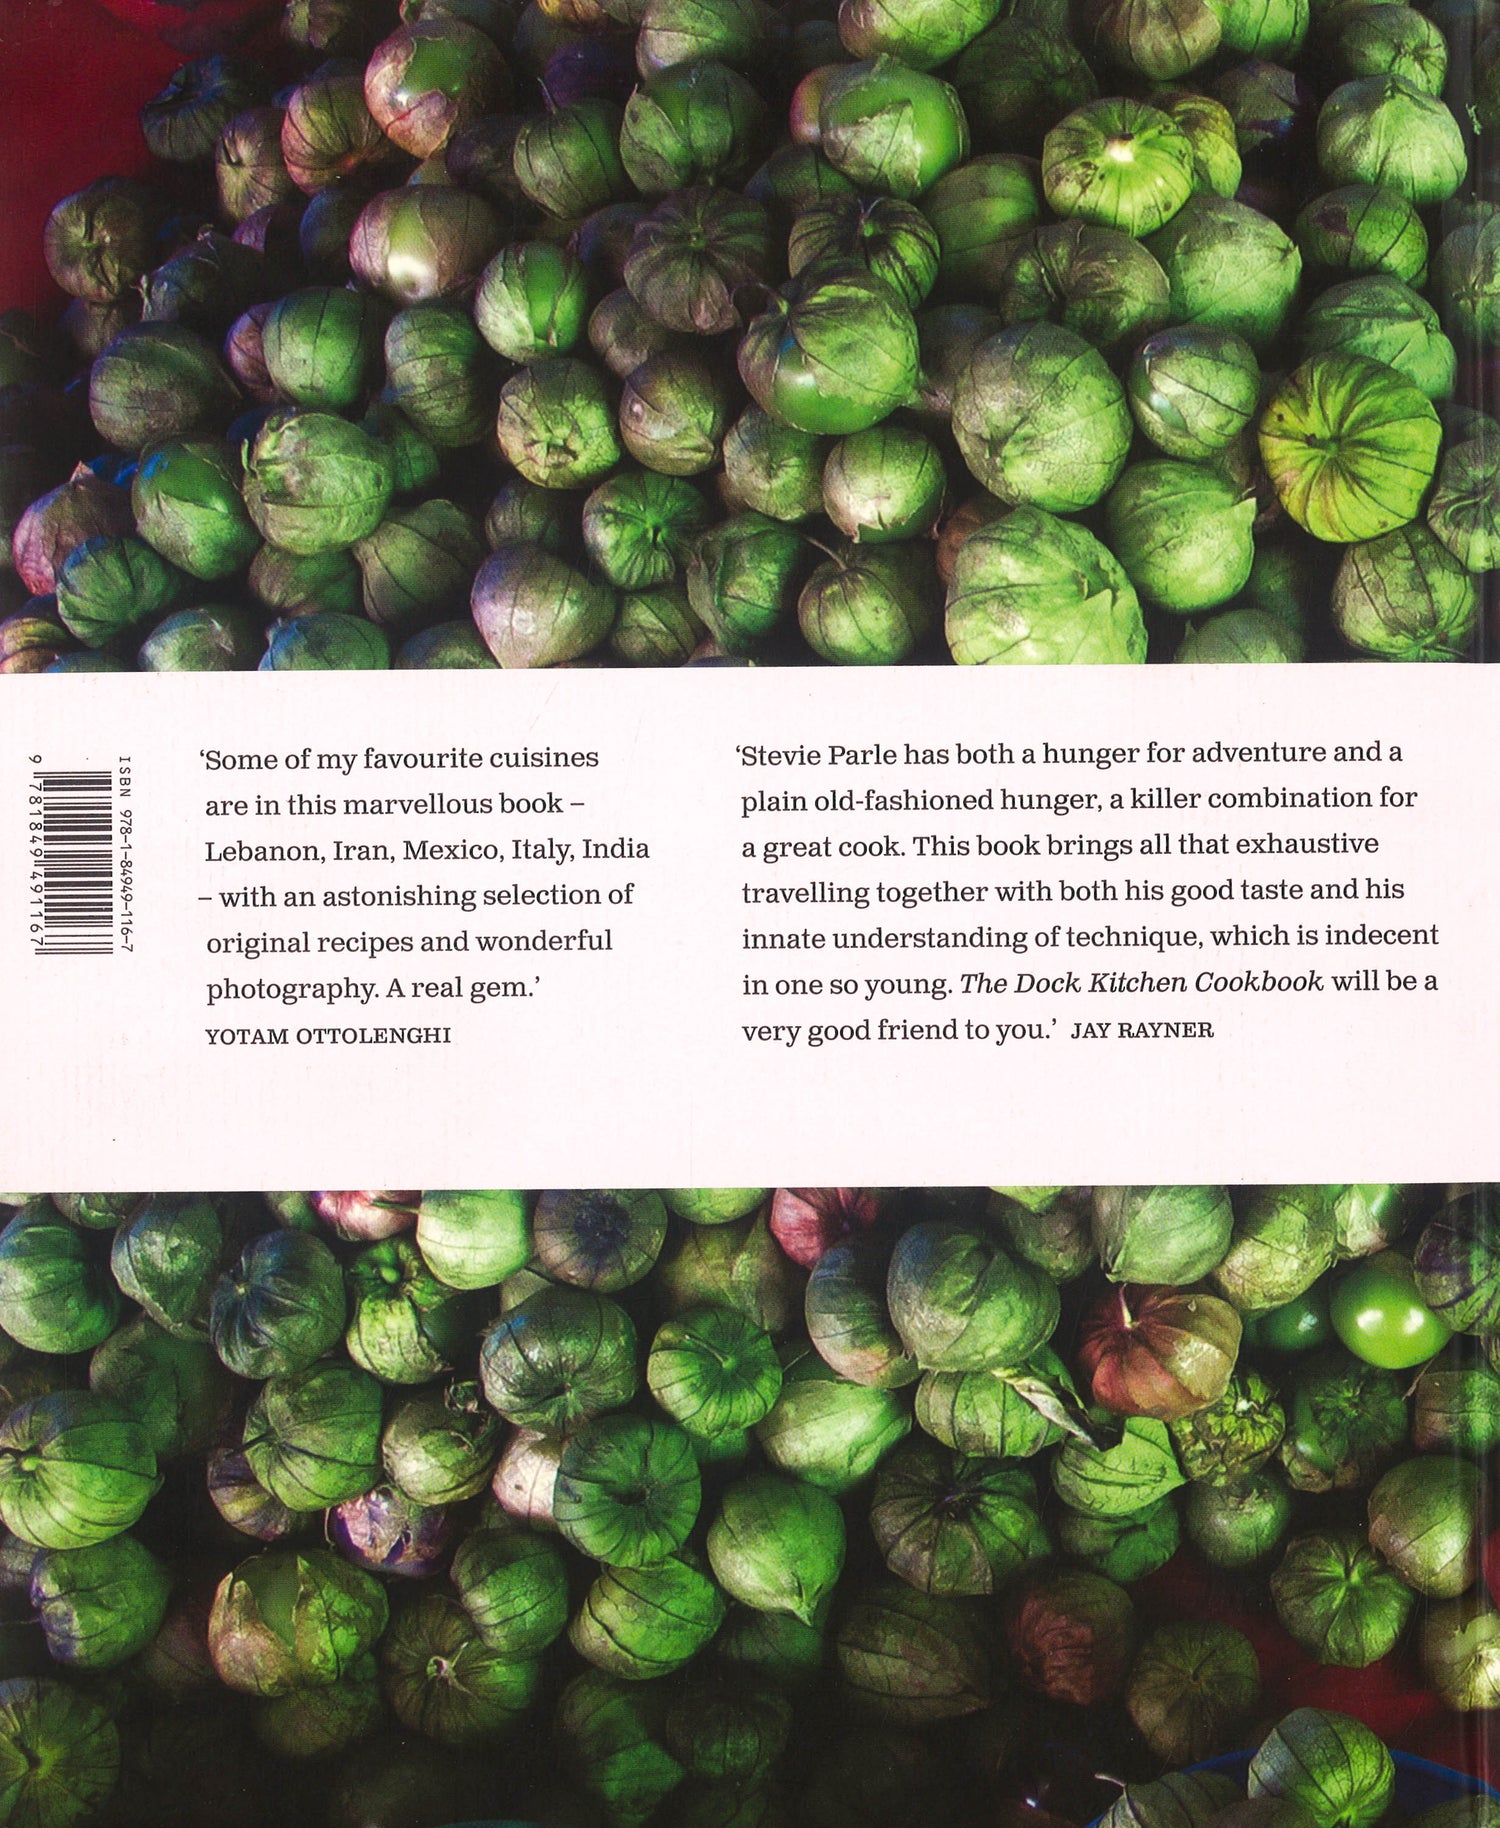 ISBN 978-1-84949-116-7
9 781849 491167
‘Some of my favourite cuisines
are in this marvellous book –
Lebanon, Iran, Mexico, Italy, India
– with an astonishing selection of
original recipes and wonderful
photography. A real gem.’
YOTAM OTTOLENGHI
‘Stevie Parle has both a hunger for adventure and a
plain old-fashioned hunger, a killer combination for
a great cook. This book brings all that exhaustive
travelling together with both his good taste and his
innate understanding of technique, which is indecent
in one so young. The Dock Kitchen Cookbook will be a
very good friend to you.’ JAY RAYNER